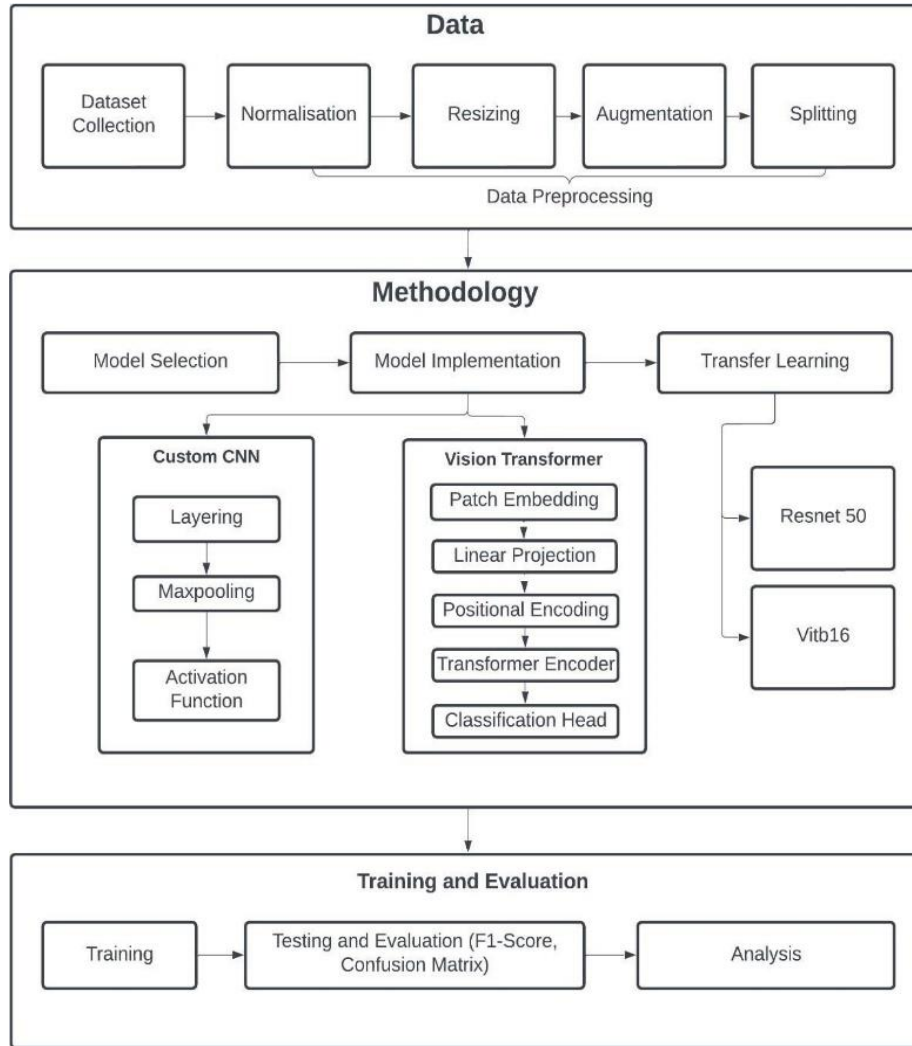 Data
Dataset
Collection
Normalisation
Resizing
Augmentation
Splitting
Data Preprocessing
Methodology
Model Selection
Model Implementation
Transfer Learning
Custom CNN
Layering
Maxpooling
Activation
Function
Vision Transformer
Patch Embedding
Linear Projection
Positional Encoding
Transformer Encoder
Classification Head
Resnet 50
Vitb16
Training and Evaluation
Training
Testing and Evaluation (F1-Score,
Confusion Matrix)
Analysis